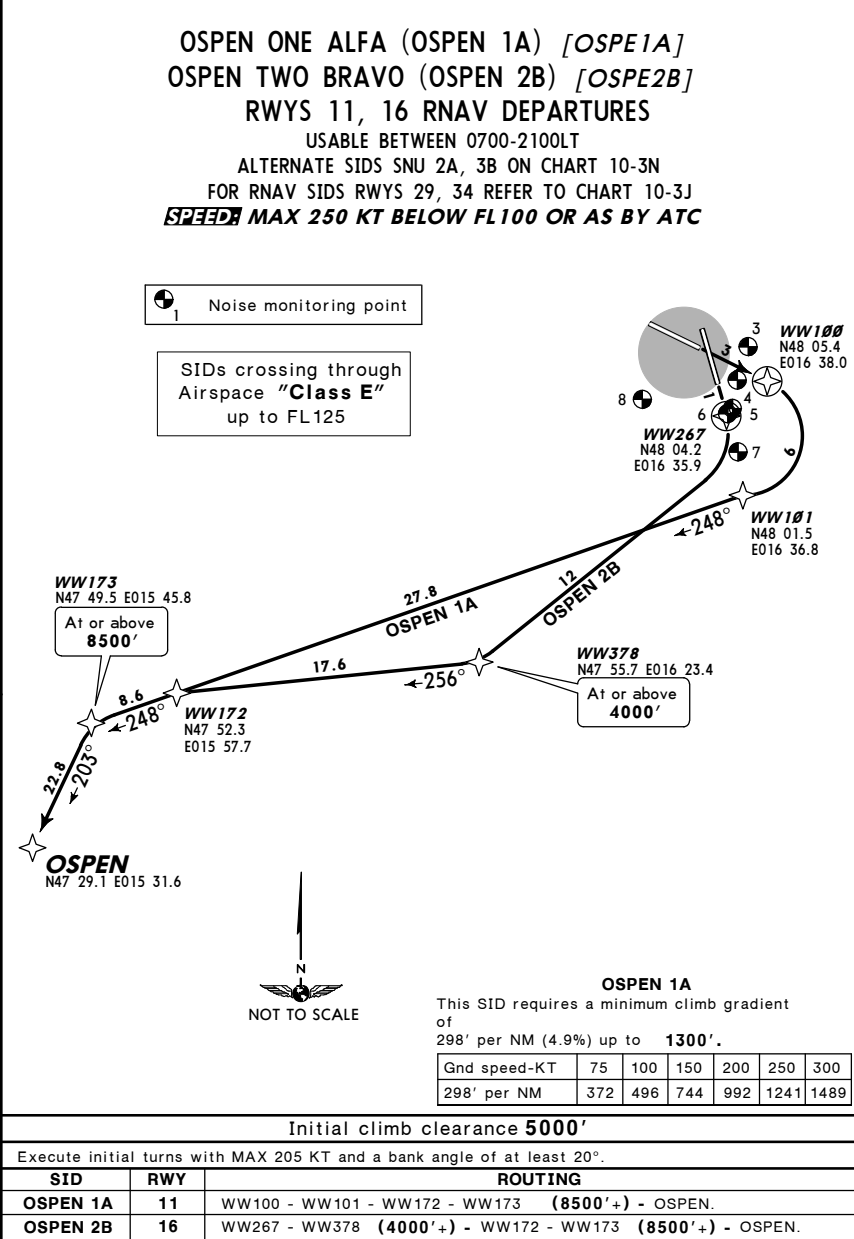 OSPEN ONE ALFA (OSPEN 1A) [OSPE1A]
OSPEN TWO BRAVO (OSPEN 2B) [OSPE2B]
RWYS 11, 16 RNAV DEPARTURES
USABLE BETWEEN 0700-2100LT
ALTERNATE SIDS SNU 2A, 3B ON CHART 10-3N
FOR RNAV SIDS RWYS 29, 34 REFER TO CHART 10-3J
SPEED: MAX 250 KT BELOW FL100 OR AS BY ATC
1 Noise monitoring point
SIDs crossing through
Airspace "Class E"
up to FL125
3
3
WW1ØØ
N48 05.4
E016 38.0
1
8
4
6
5
WW267
N48 04.2
E016 35.9
7
6
248°
WW1Ø1
N48 01.5
E016 36.8
12
OSPEN 2B
27.8
OSPEN 1A
WW173
N47 49.5 E015 45.8
At or above
8500'
17.6
256°
WW378
N47 55.7 E016 23.4
At or above
4000'
8.6
248°
WW172
N47 52.3
E015 57.7
22.8
203°
OSPEN
N47 29.1 E015 31.6
N
NOT TO SCALE
OSPEN 1A
This SID requires a minimum climb gradient
of
298' per NM (4.9%) up to 1300'.
Gnd speed-KT 75 100 150 200 250 300
298' per NM 372 496 744 992 1241 1489
Initial climb clearance 5000'
Execute initial turns with MAX 205 KT and a bank angle of at least 20°.
SID RWY ROUTING
OSPEN 1A 11 WW100 - WW101 - WW172 - WW173 (8500'+) - OSPEN.
OSPEN 2B 16 WW267 - WW378 (4000'+) - WW172 - WW173 (8500'+) - OSPEN.